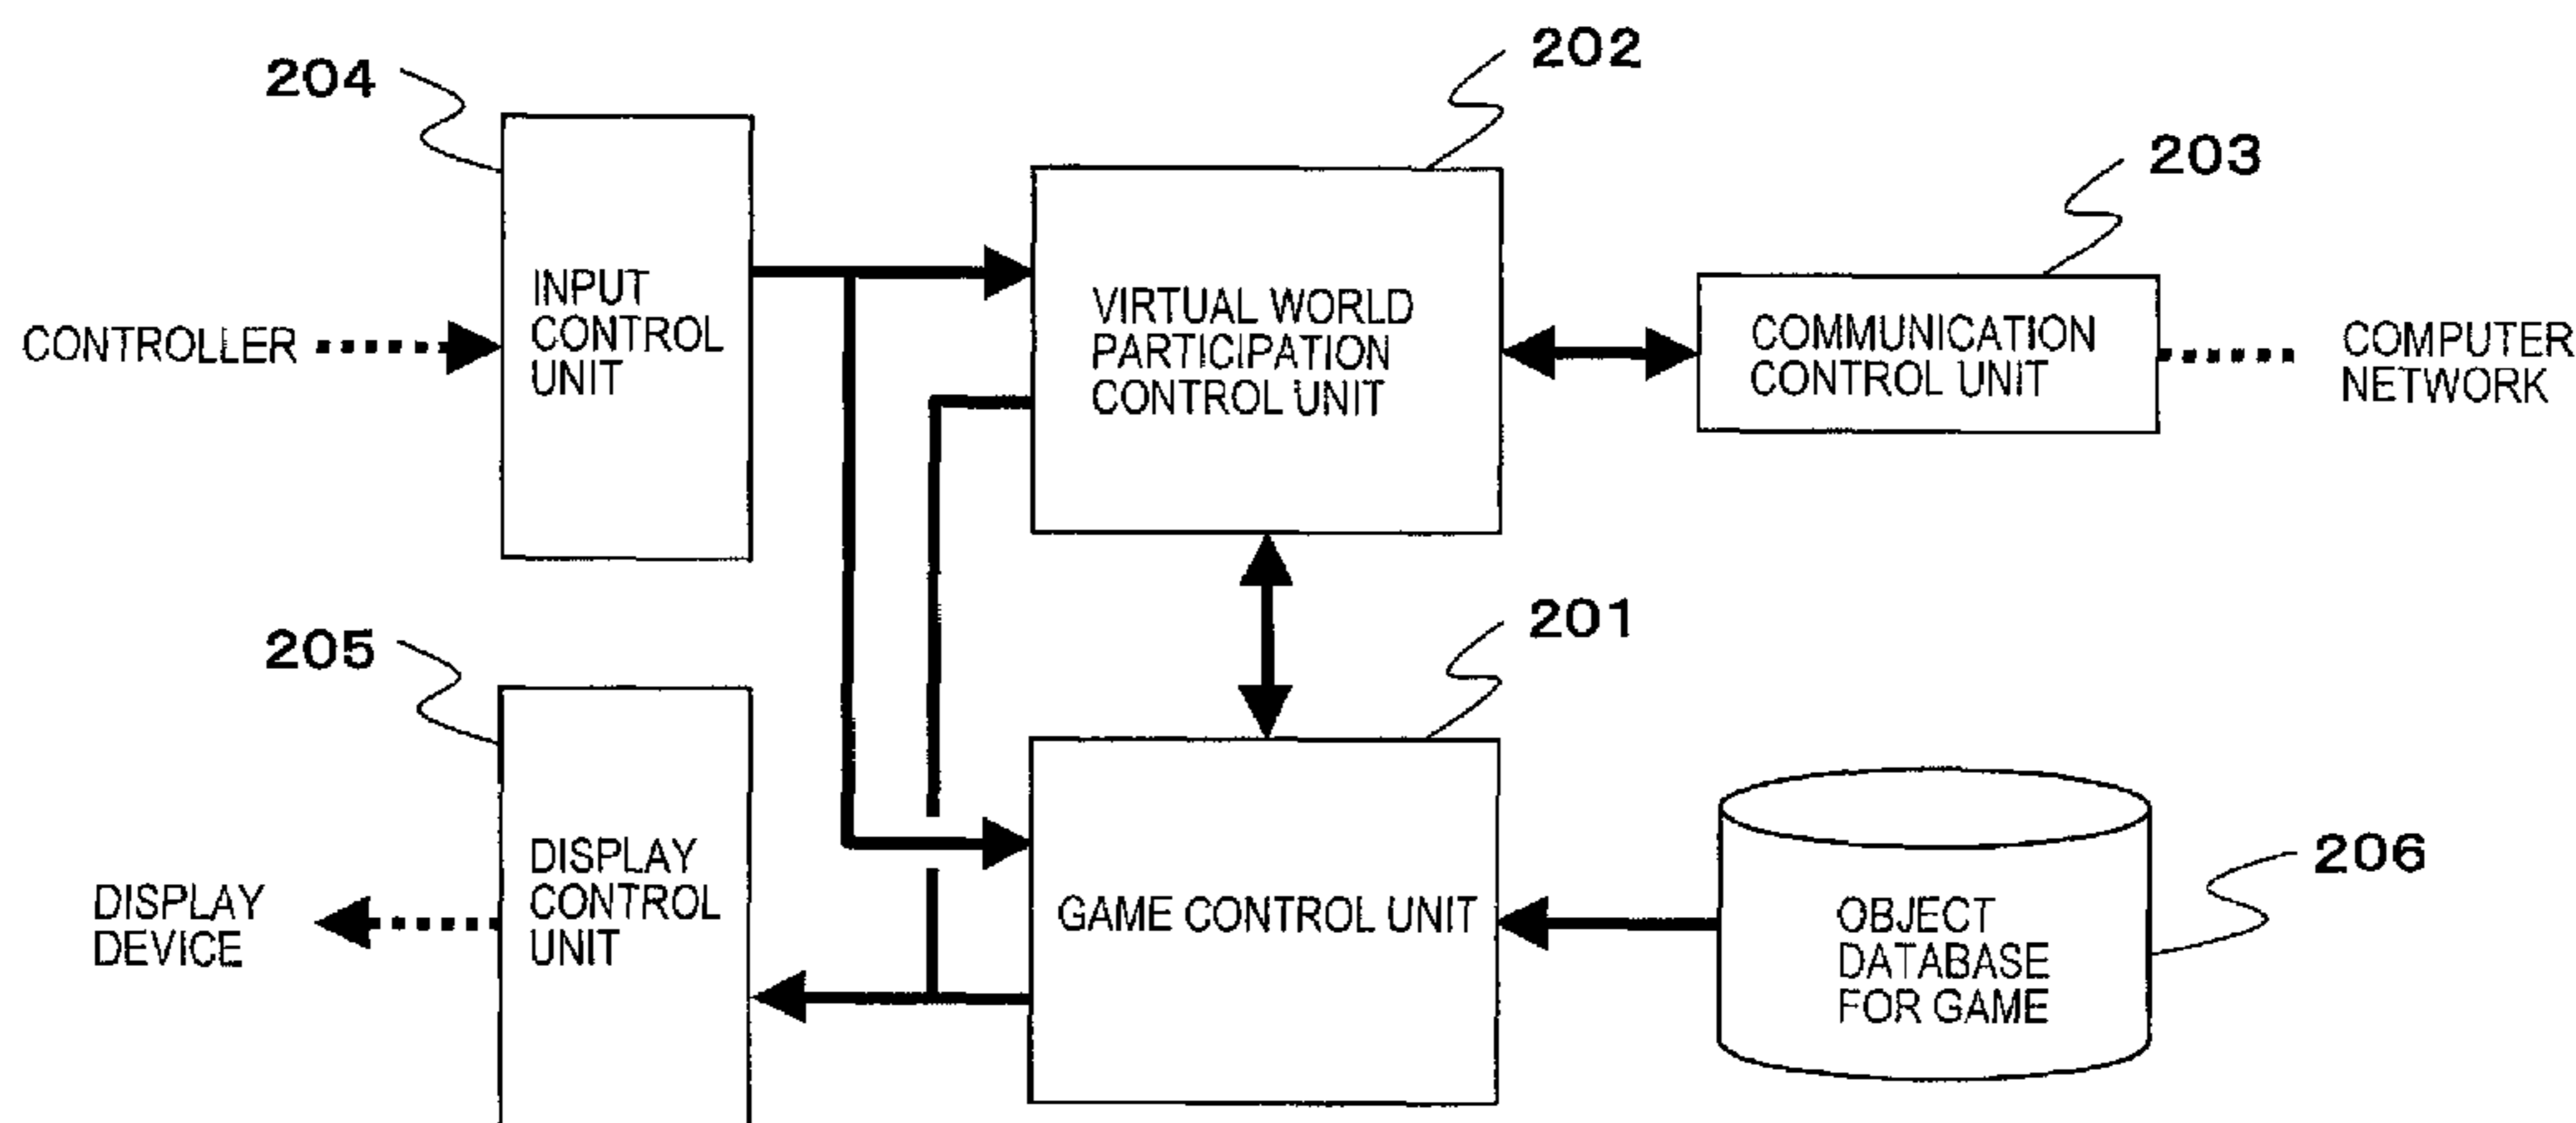 202
204
203
INPUT
CONTROL
UNIT
VIRTUAL WORLD
PARTICIPATION
CONTROL UNIT
COMMUNICATION
CONTROL UNIT
CONTROLLER
COMPUTER
NETWORK
201
205
206
DISPLAY
CONTROL
UNIT
DISPLAY
DEVICE
GAME CONTROL UNIT
OBJECT
DATABASE
FOR GAME